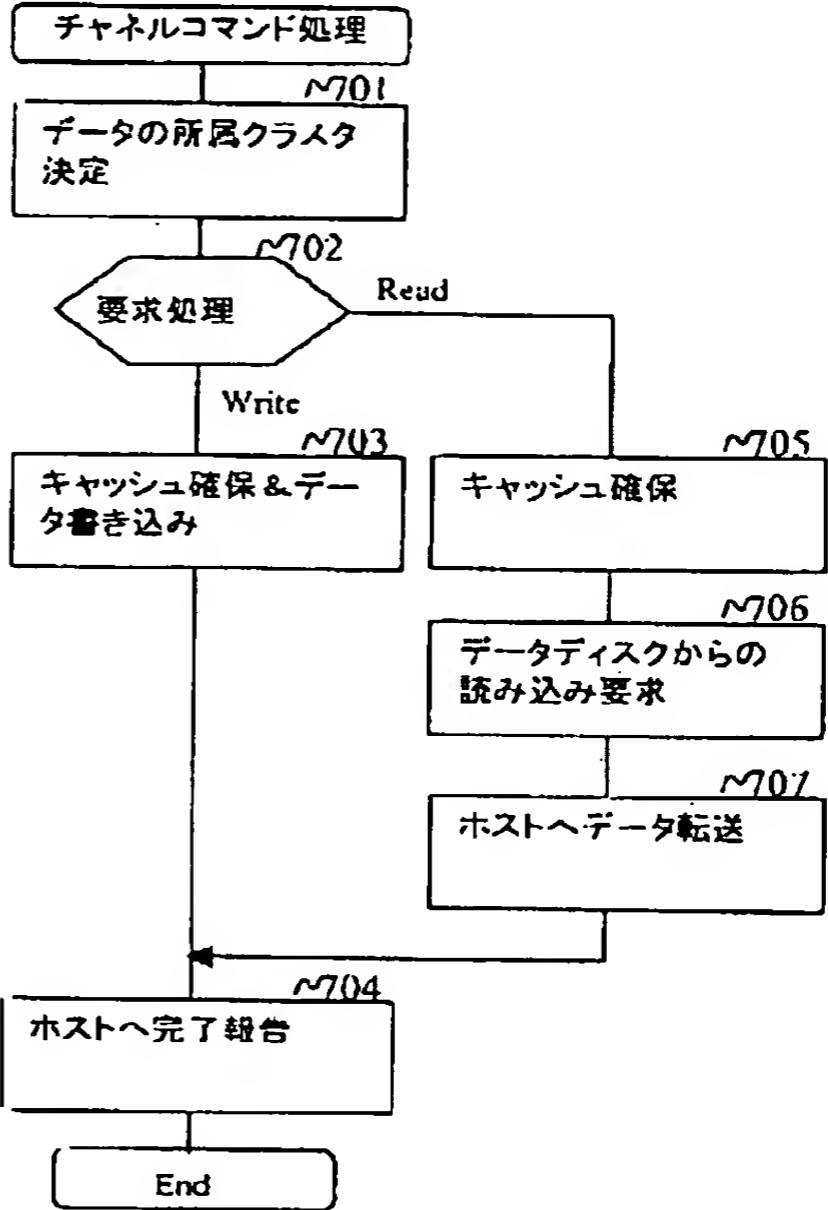 チャネルコマンド処理
~701
データの所属クラスタ
決定
~702
要求処理
Read
Write
~703
キャッシュ確保&デー
タ書き込み
~705
キャッシュ確保
~706
データディスクからの
読み込み要求
~707
ホストへデータ転送
~704
ホストへ完了報告
End